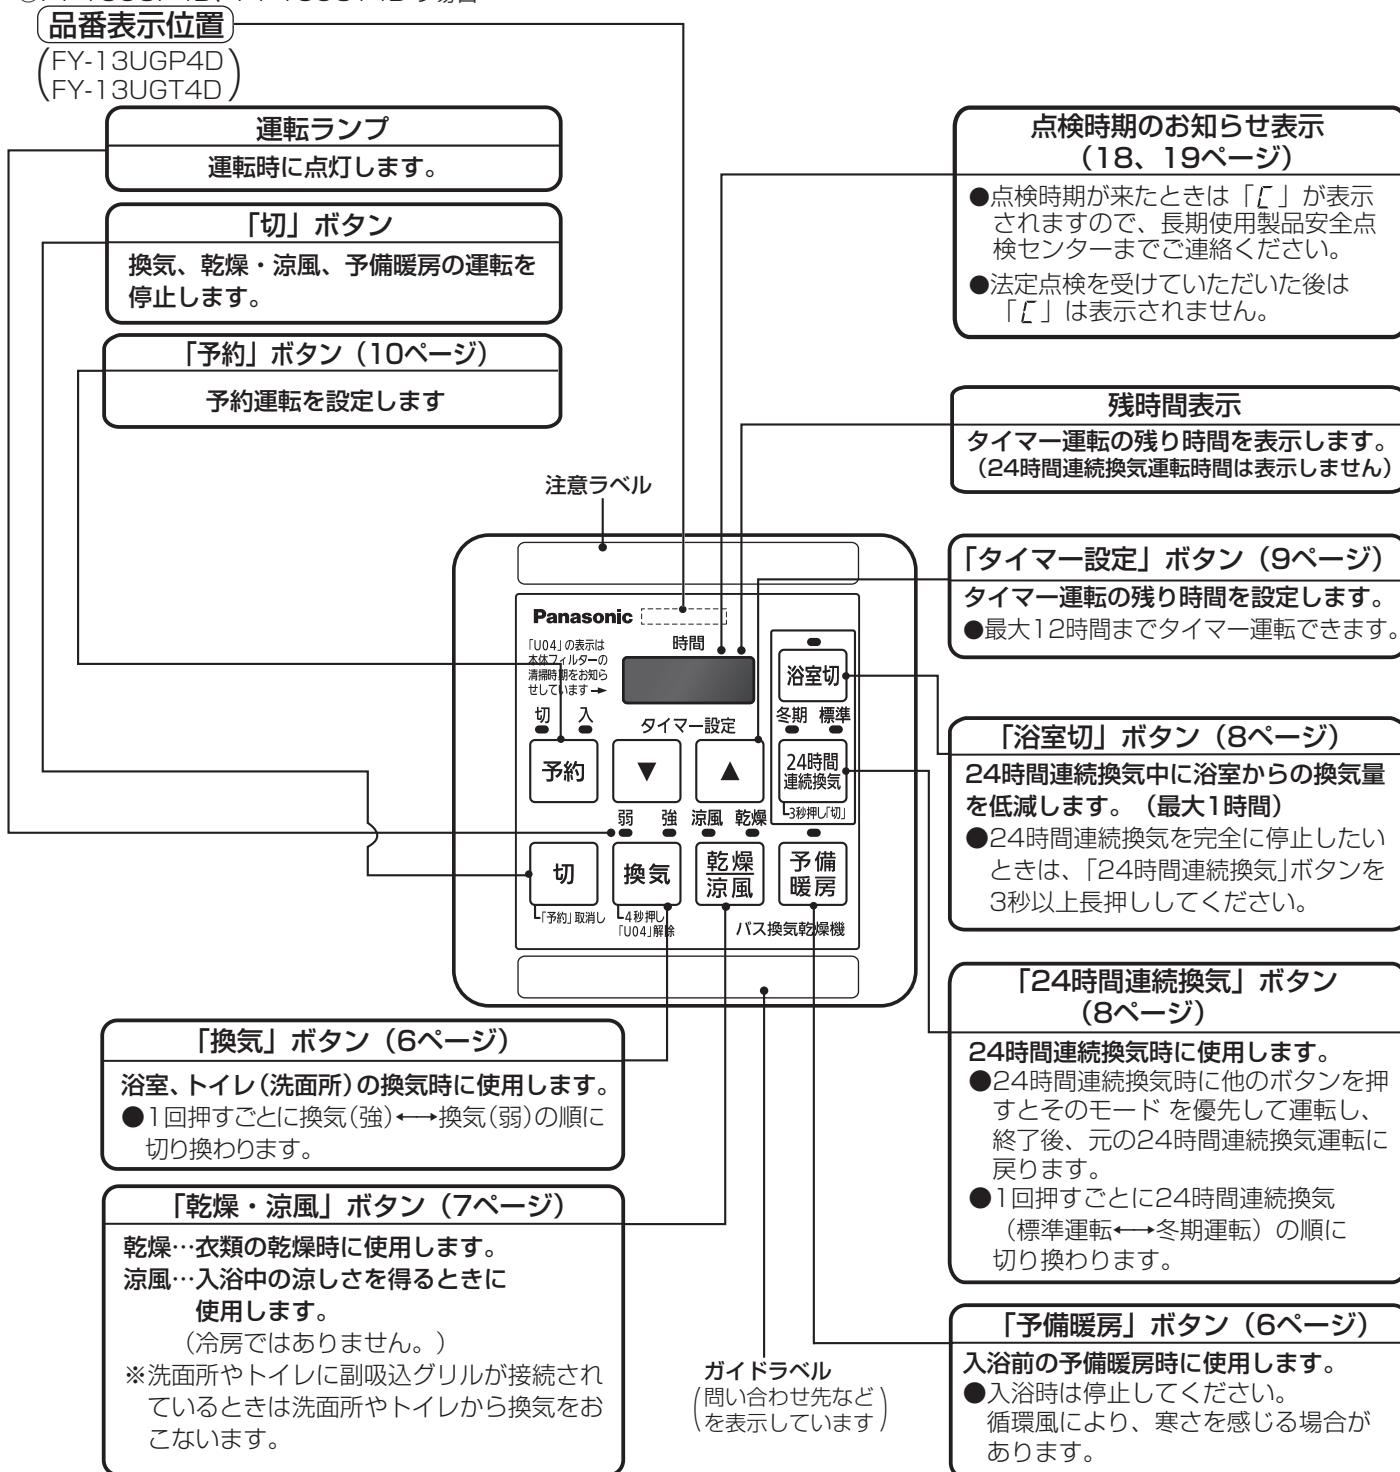 品番表示位置
FY-13UGP4D
FY-13UGT4D
運転ランプ
運転時に点灯します。
「切」ボタン
換気、乾燥・涼風、予備暖房の運転を
停止します。
「予約」ボタン（10ページ）
予約運転を設定します
点検時期のお知らせ表示
（18、19ページ）
●点検時期が来たときは「[」が表示
されますので、長期使用製品安全点
検センターまでご連絡ください。
●法定点検を受けていただいた後は
「[」は表示されません。
残時間表示
タイマー運転の残り時間を表示します。
（24時間連続換気運転時間は表示しません）
「タイマー設定」ボタン（9ページ）
タイマー運転の残り時間を設定します。
●最大12時間までタイマー運転できます。
「浴室切」ボタン（8ページ）
24時間連続換気中に浴室からの換気量
を低減します。（最大1時間）
●24時間連続換気を完全に停止したい
ときは、「24時間連続換気」ボタンを
3秒以上長押ししてください。
「24時間連続換気」ボタン
（8ページ）
24時間連続換気時に使用します。
●24時間連続換気時に他のボタンを押
すとそのモード を優先して運転し、
終了後、元の24時間連続換気運転に
戻ります。
●1回押すごとに24時間連続換気
（標準運転⟷冬期運転）の順に
切り換わります。
「予備暖房」ボタン（6ページ）
入浴前の予備暖房時に使用します。
●入浴時は停止してください。
循環風により、寒さを感じる場合が
あります。
注意ラベル
Panasonic
「U04」の表示は
本体フィルターの
清掃時期をお知ら
せしています→
時間
浴室切
切 入
タイマー設定
冬期 標準
予約
▼
▲
24時間
連続換気
3秒押し「切」
弱 強 涼風 乾燥
切
換気
乾燥
涼風
予備
暖房
「予約」取消し
4秒押し
「U04」解除
バス換気乾燥機
「換気」ボタン（6ページ）
浴室、トイレ（洗面所）の換気時に使用します。
●1回押すごとに換気（強）⟷換気（弱）の順に
切り換わります。
「乾燥・涼風」ボタン（7ページ）
乾燥…衣類の乾燥時に使用します。
涼風…入浴中の涼しさを得るときに
使用します。
（冷房ではありません。）
※洗面所やトイレに副吸込グリルが接続され
ているときは洗面所やトイレから換気をお
こないます。
ガイドラベル
（問い合わせ先など
を表示しています）